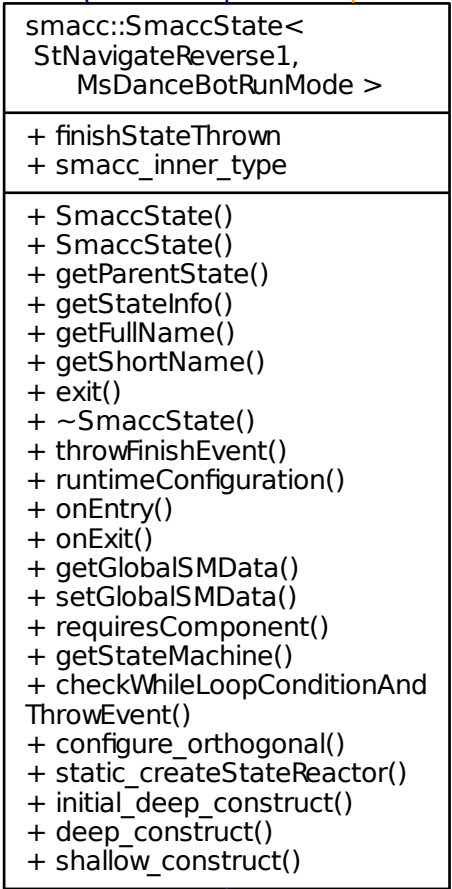 smacc::SmaccState<
StNavigateReverse1,
MsDanceBotRunMode >
+ finishStateThrown
+ smacc_inner_type
+ SmaccState()
+ SmaccState()
+ getParentState()
+ getStateInfo()
+ getFullName()
+ getShortName()
+ exit()
+ ~SmaccState()
+ throwFinishEvent()
+ runtimeConfiguration()
+ onEntry()
+ onExit()
+ getGlobalSMData()
+ setGlobalSMData()
+ requiresComponent()
+ getStateMachine()
+ checkWhileLoopConditionAnd
ThrowEvent()
+ configure_orthogonal()
+ static_createStateReactor()
+ initial_deep_construct()
+ deep_construct()
+ shallow_construct()